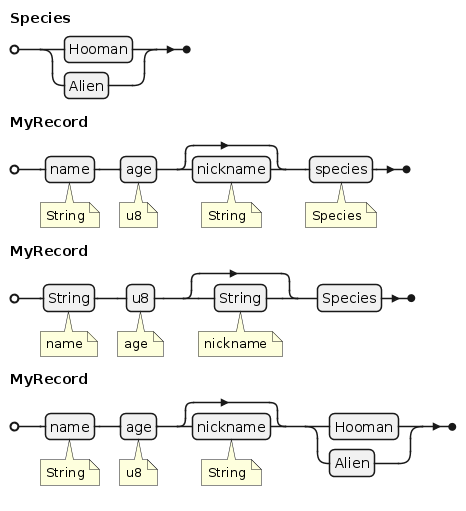 Species
Hooman
Alien
MyRecord
name age nickname species
String u8 String Species
MyRecord
String u8 String Species
name age nickname
MyRecord
name age nickname Hooman
Alien
String u8 String